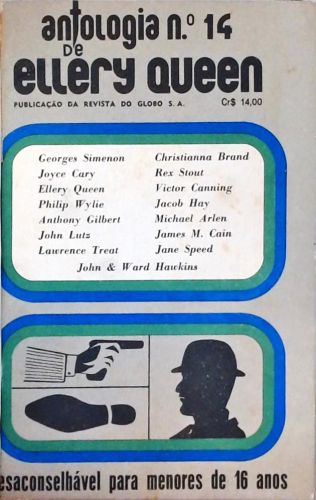 antologia n.º 14
DE
ELLERY QUEEN
PUBLICAÇÃO DA REVISTA DO GLOBO S. A. Cr$ 14,00
Georges Simenon Christianna Brand
Joyce Cary Rex Stout
Ellery Queen Victor Canning
Philip Wylie Jacob Hay
Anthony Gilbert Michael Arlen
John Lutz James M. Cain
Lawrence Treat Jane Speed
John & Ward Hawkins
esaconselhável para menores de 16 anos